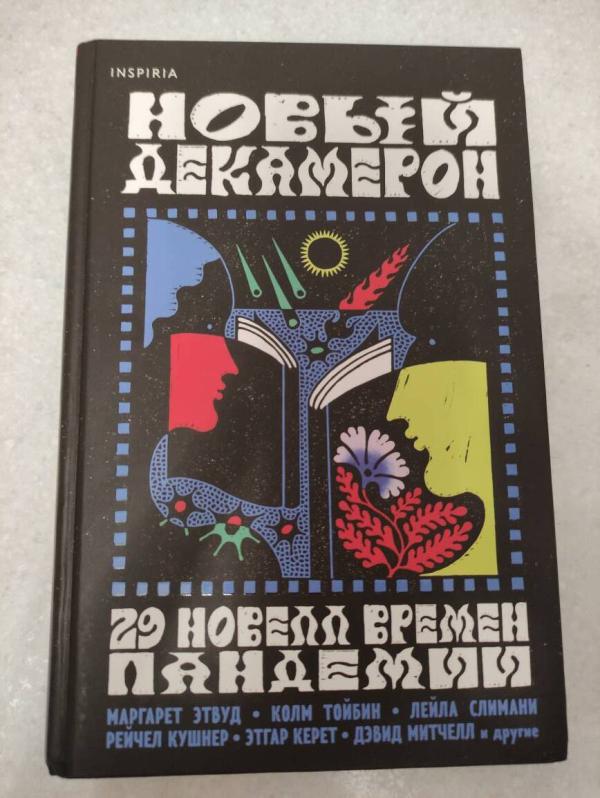 INSPIRIA
НОВЫЙ
ДЕКАМЕРОН
29 НОВЕЛЛ ВРЕМЕН
ПАНДЕМИИ
МАРГАРЕТ ЭТВУД • КОЛМ ТОЙБИН • ЛЕЙЛА СЛИМАНИ
РЕЙЧЕЛ КУШНЕР • ЭТГАР КЕРЕТ • ДЭВИД МИТЧЕЛЛ и другие